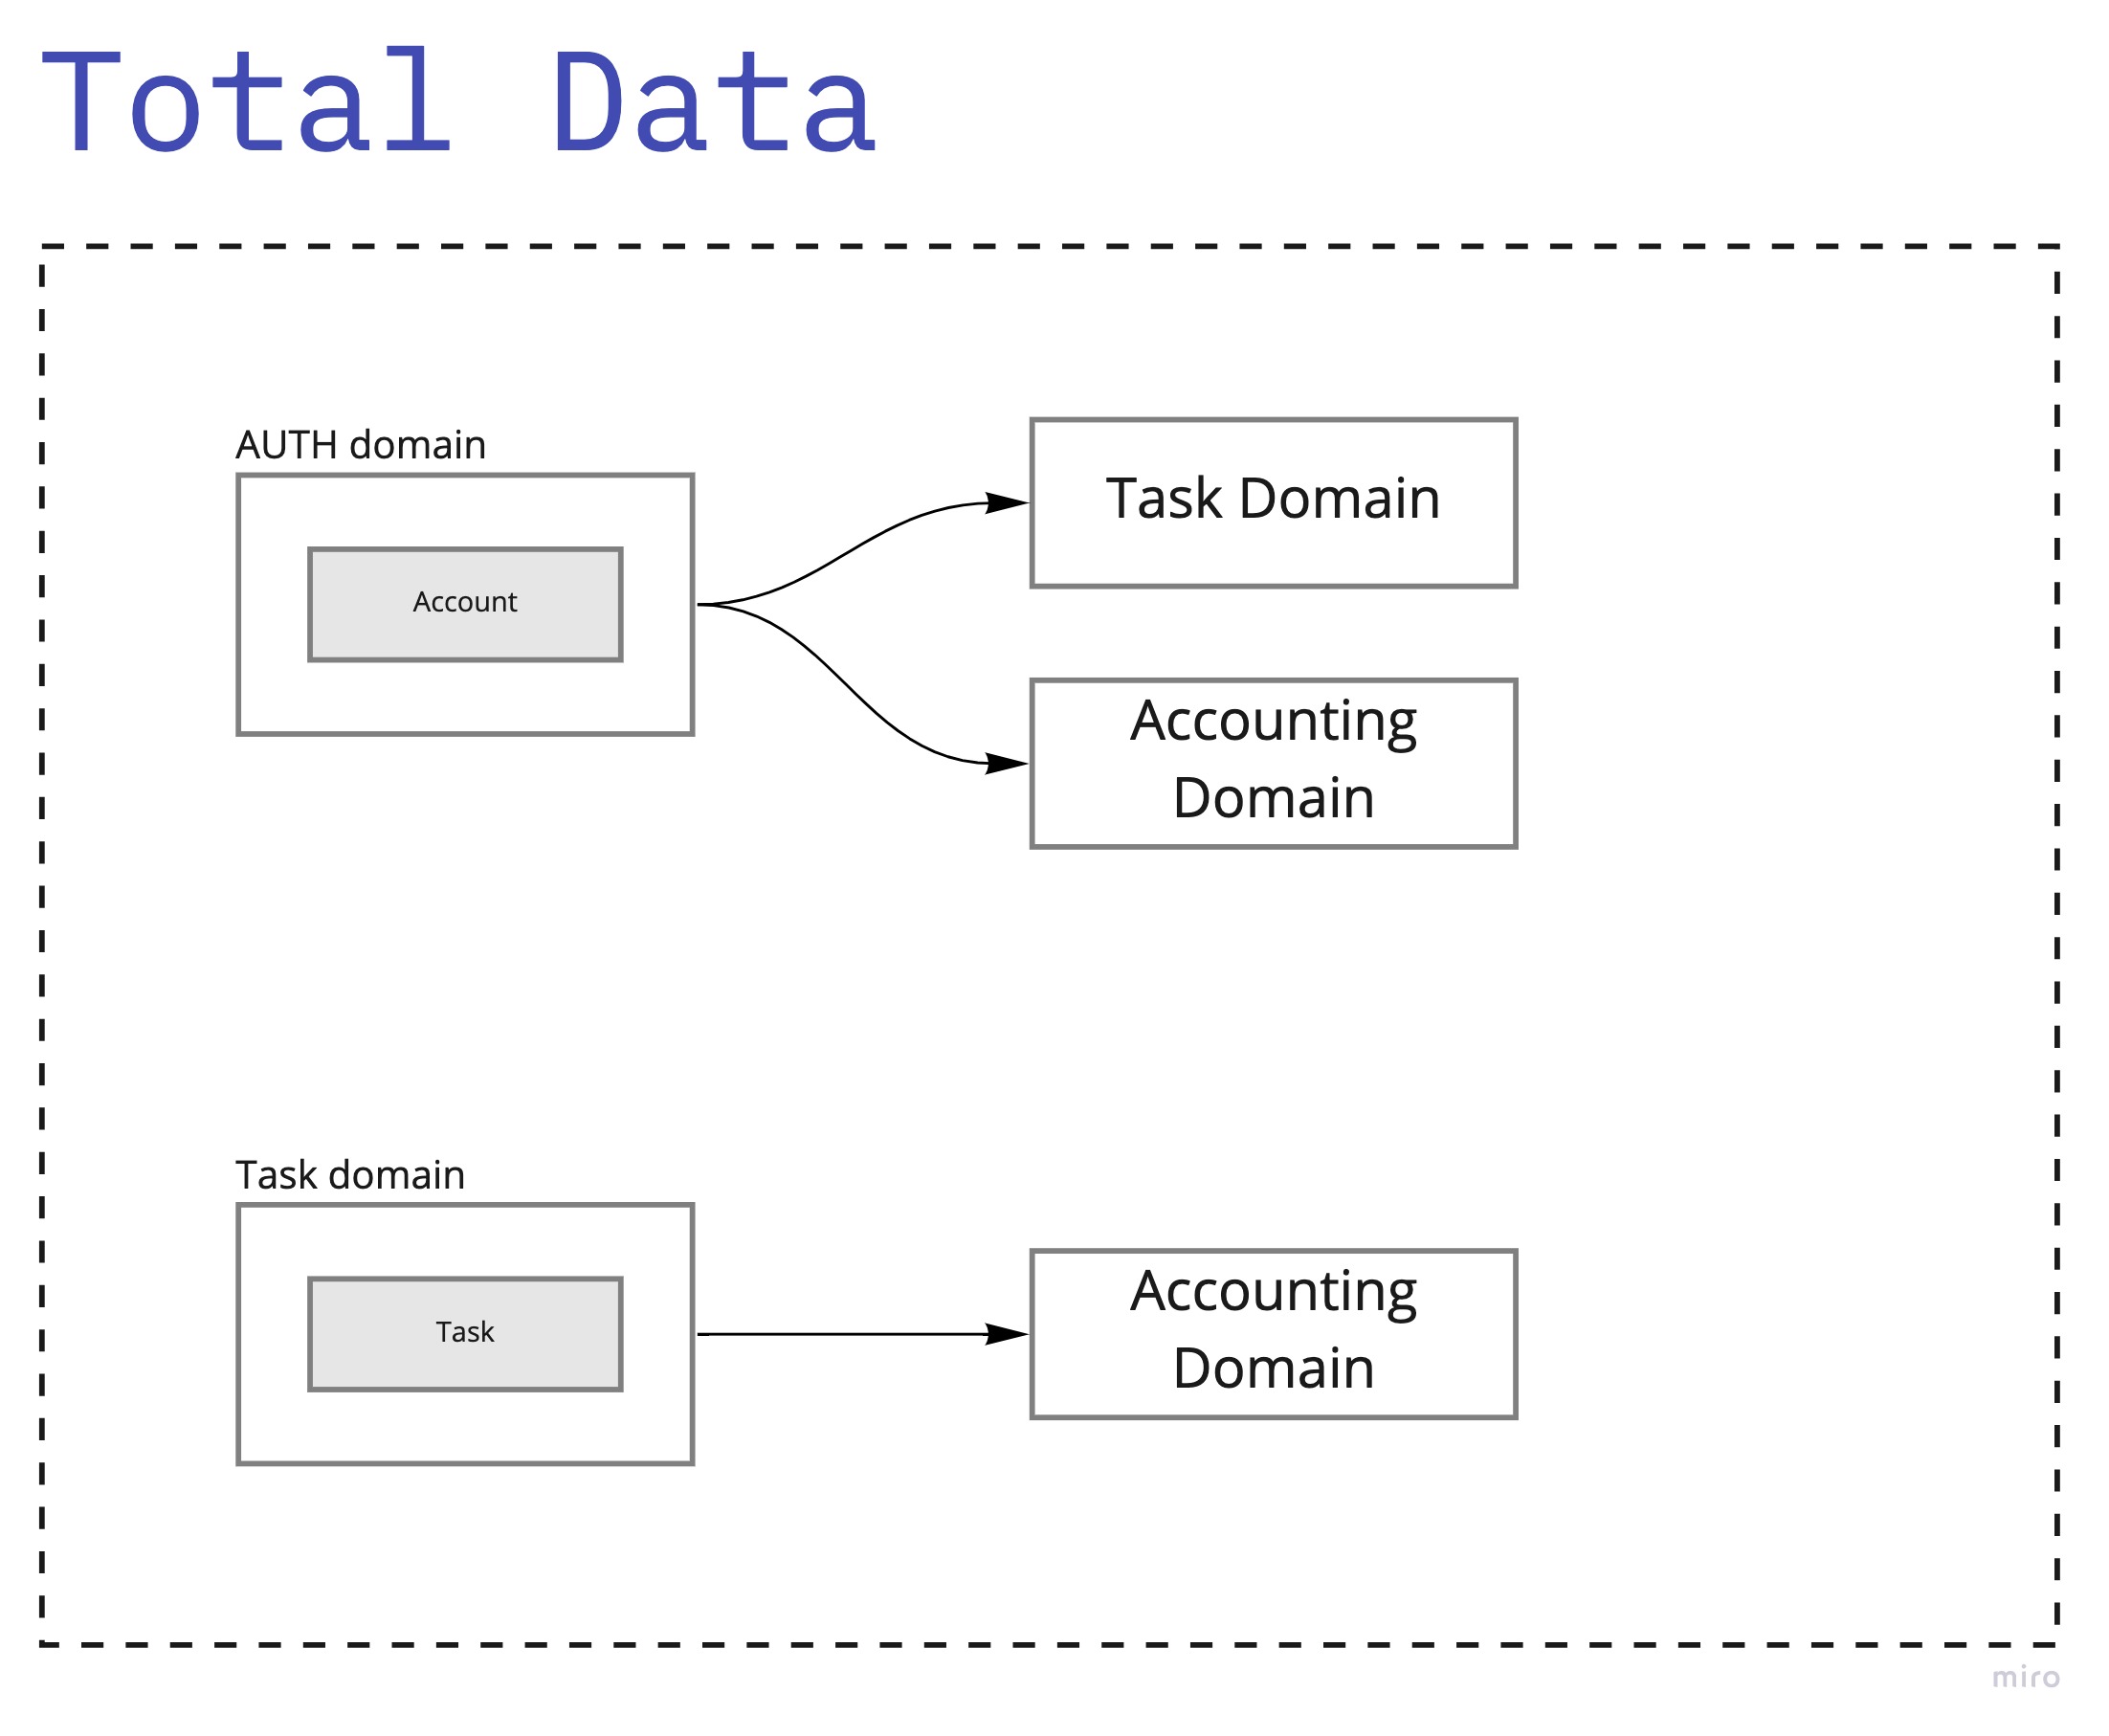 Total Data
AUTH domain
Account
Task Domain
Accounting
Domain
Task domain
Task
Accounting
Domain
miro